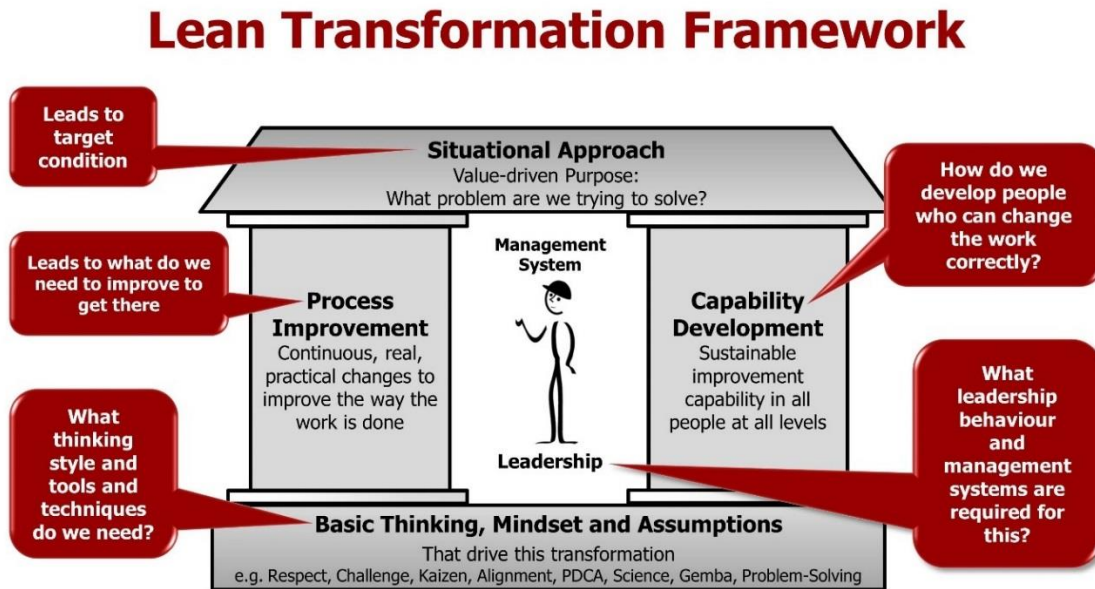 Lean Transformation Framework
Leads to
target
condition
Situational Approach
Value-driven Purpose:
What problem are we trying to solve?
How do we
develop people
who can change
the work
correctly?
Leads to what do we
need to improve to
get there
Process
Improvement
Continuous, real,
practical changes to
improve the way the
work is done
Management
System
Leadership
Capability
Development
Sustainable
improvement
capability in all
people at all levels
What
thinking
style and
tools and
techniques
do we need?
What
leadership
behaviour
and
management
systems are
required for
this?
Basic Thinking, Mindset and Assumptions
That drive this transformation
e.g. Respect, Challenge, Kaizen, Alignment, PDCA, Science, Gemba, Problem-Solving